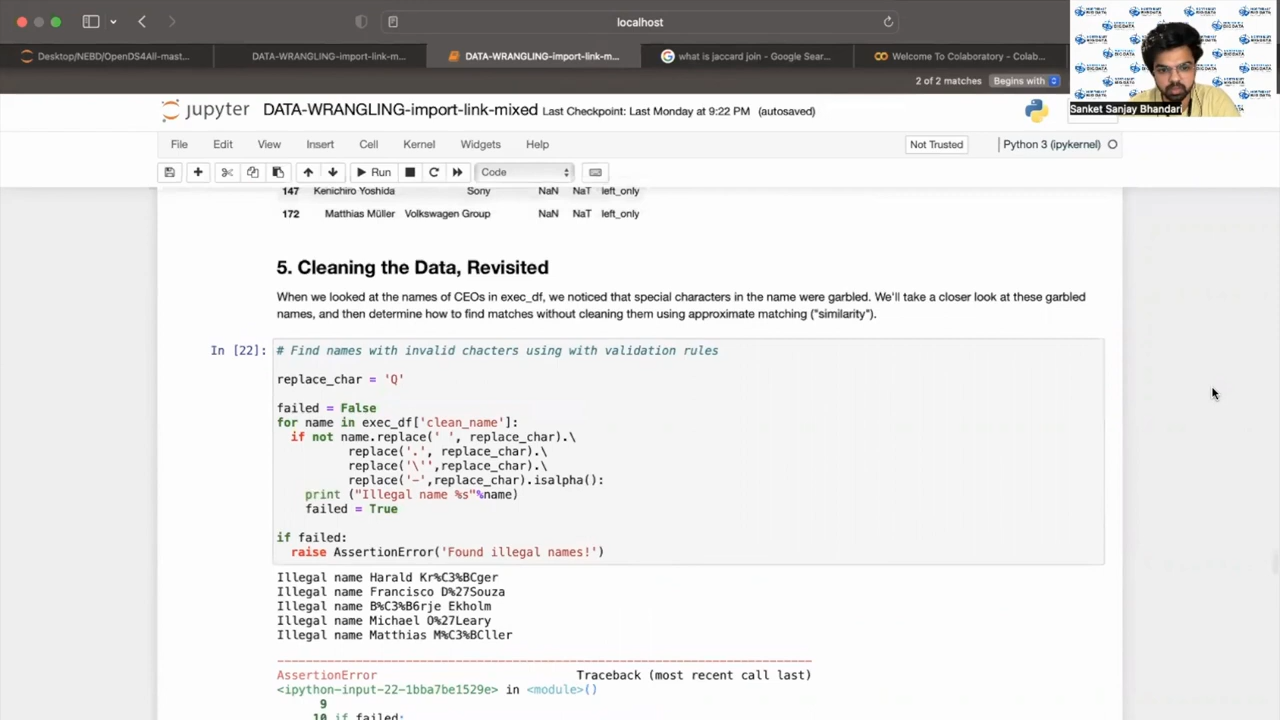 localhost
Desktop/NEBD/OpenDS4All-mast...
DATA-WRANGLING-import-link-m...
DATA-WRANGLING-import-link-m...
what is jaccard join - Google Sear...
Welcome To Colaboratory - Colab...
2 of 2 matches
Begins with
Sanket Sanjay Bhandari
jupyter DATA-WRANGLING-import-link-mixed Last Checkpoint: Last Monday at 9:22 PM (autosaved)
File Edit View Insert Cell Kernel Widgets Help
Not Trusted
Python 3 (ipykernel)
Run
Code
147 Kenichiro Yoshida Sony NaN NaT left_only
172 Matthias Müller Volkswagen Group NaN NaT left_only
5. Cleaning the Data, Revisited
When we looked at the names of CEOs in exec_df, we noticed that special characters in the name were garbled. We'll take a closer look at these garbled
names, and then determine how to find matches without cleaning them using approximate matching ("similarity").
In [22]: # Find names with invalid chacters using with validation rules
replace_char = 'Q'
failed = False
for name in exec_df['clean_name']:
if not name.replace(' ', replace_char).\
replace('.', replace_char).\
replace('\'',replace_char).\
replace('-',replace_char).isalpha():
print ("Illegal name %s"%name)
failed = True
if failed:
raise AssertionError('Found illegal names!')
Illegal name Harald Kr%C3%BCger
Illegal name Francisco D%27Souza
Illegal name B%C3%B6rje Ekholm
Illegal name Michael O%27Leary
Illegal name Matthias M%C3%BCller
---------------------------------------------------------------------------
AssertionError Traceback (most recent call last)
<ipython-input-22-1bba7be1529e> in <module>()
9
10 if failed: